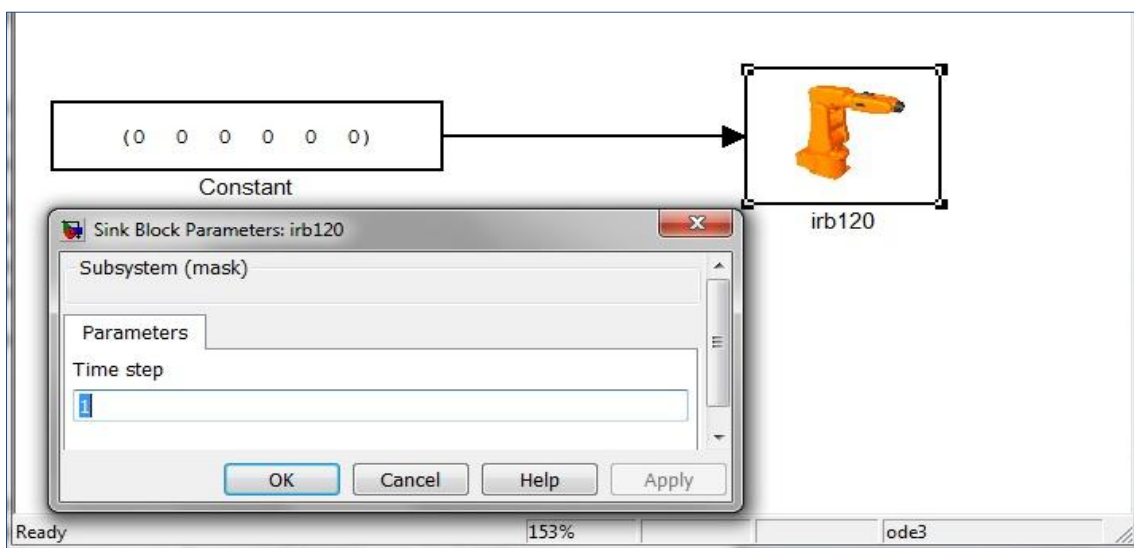 (0 0 0 0 0 0)
Constant
irb120
Sink Block Parameters: irb120
Subsystem (mask)
Parameters
Time step
1
OK Cancel Help Apply
Ready 153% ode3